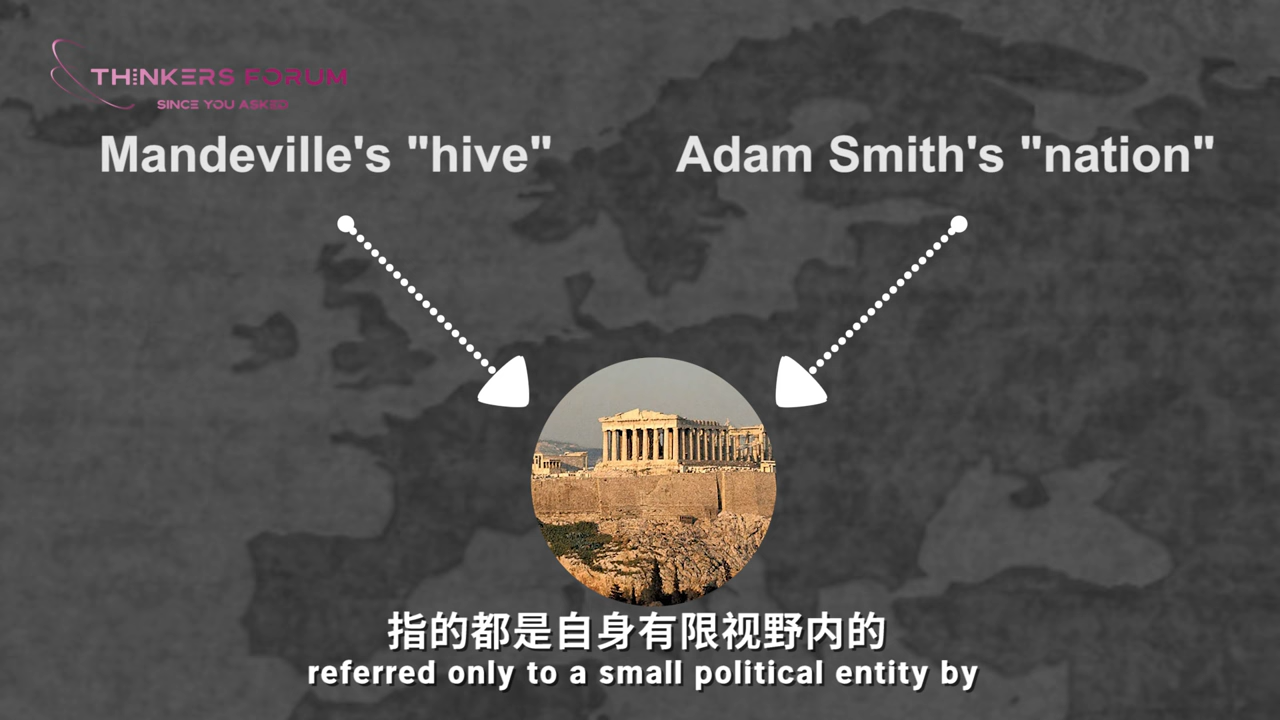 THINKERS FORUM
SINCE YOU ASKED
Mandeville's "hive"
Adam Smith's "nation"
指的都是自身有限视野内的
referred only to a small political entity by